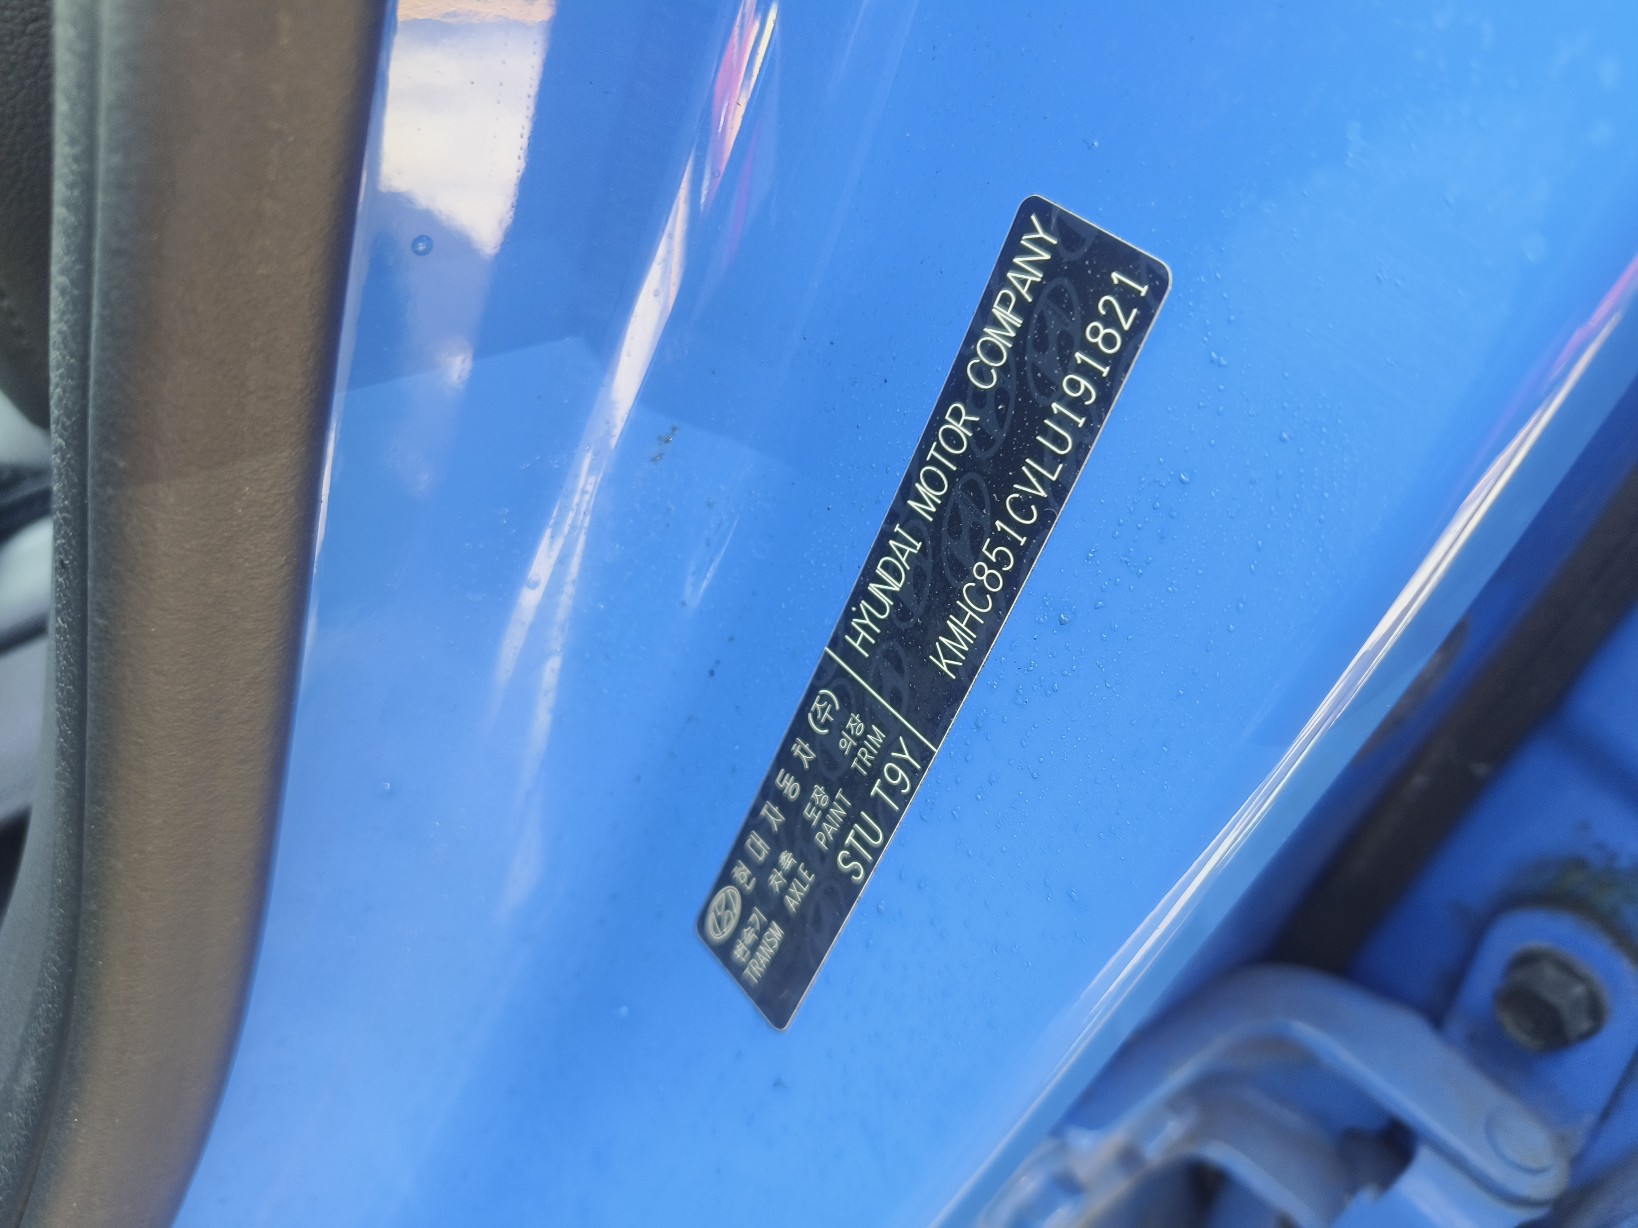 현대자동차(주) HYUNDAI MOTOR COMPANY
변속기 차축 도장 의장
TRANSM AXLE PAINT TRIM
KMHC851CVLU191821
STU T9Y